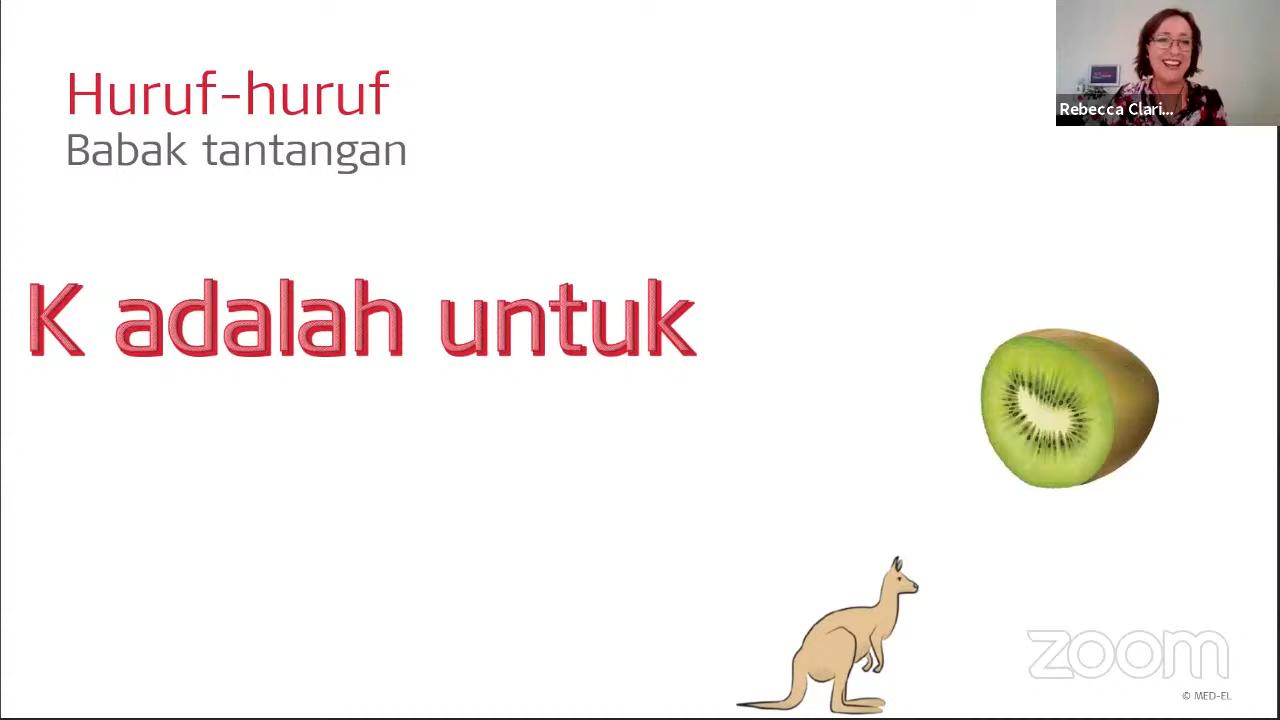 Huruf-huruf
Babak tantangan
Rebecca Clari...
K adalah untuk
zoom
© MED-EL